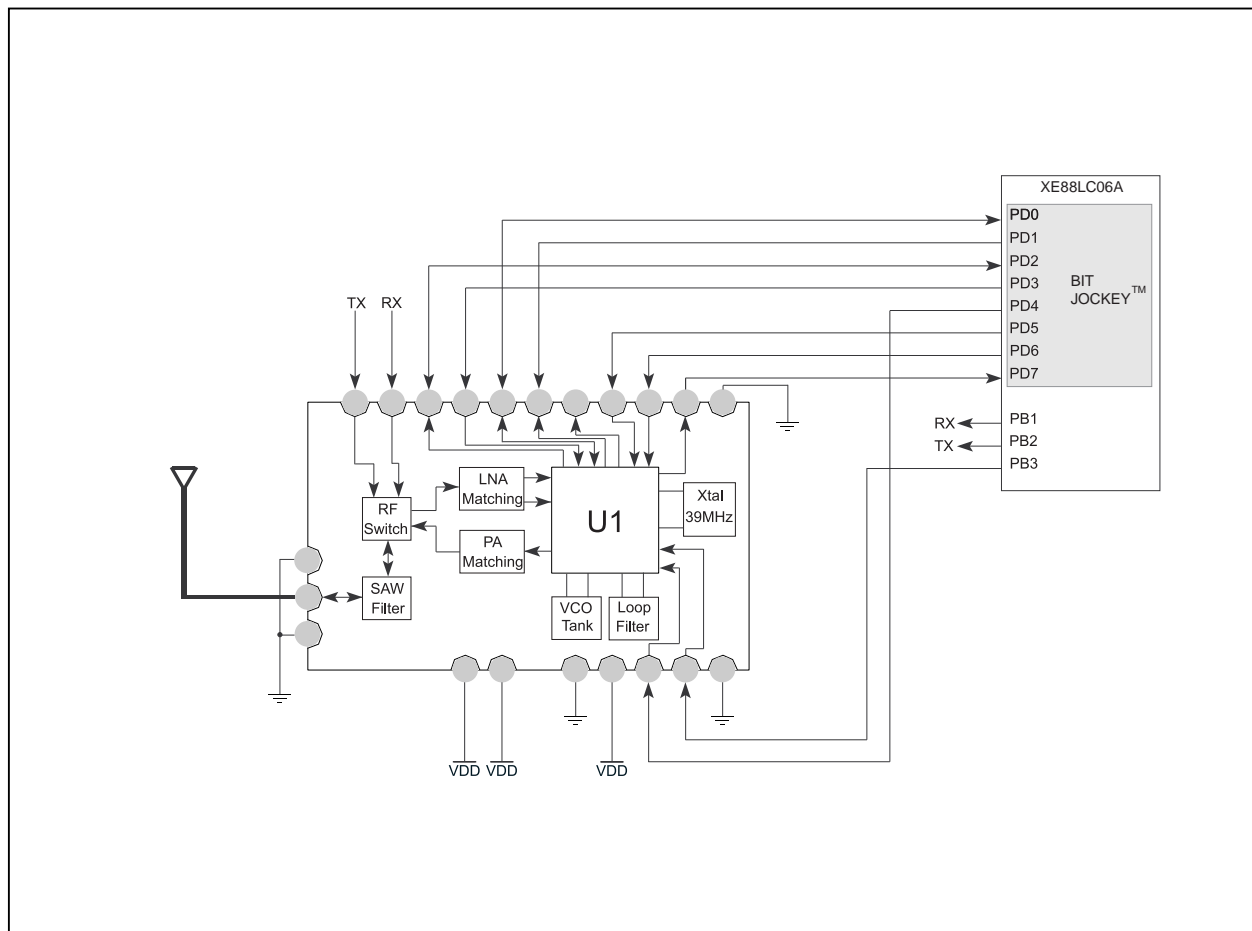 XE88LC06A
PD0
PD1
PD2
PD3
PD4
PD5
PD6
PD7
BIT
JOCKEY™
PB1
PB2
PB3
RX
TX
TX
RX
LNA
Matching
RF
Switch
PA
Matching
SAW
Filter
U1
Xtal
39MHz
VCO
Tank
Loop
Filter
VDD
VDD
VDD